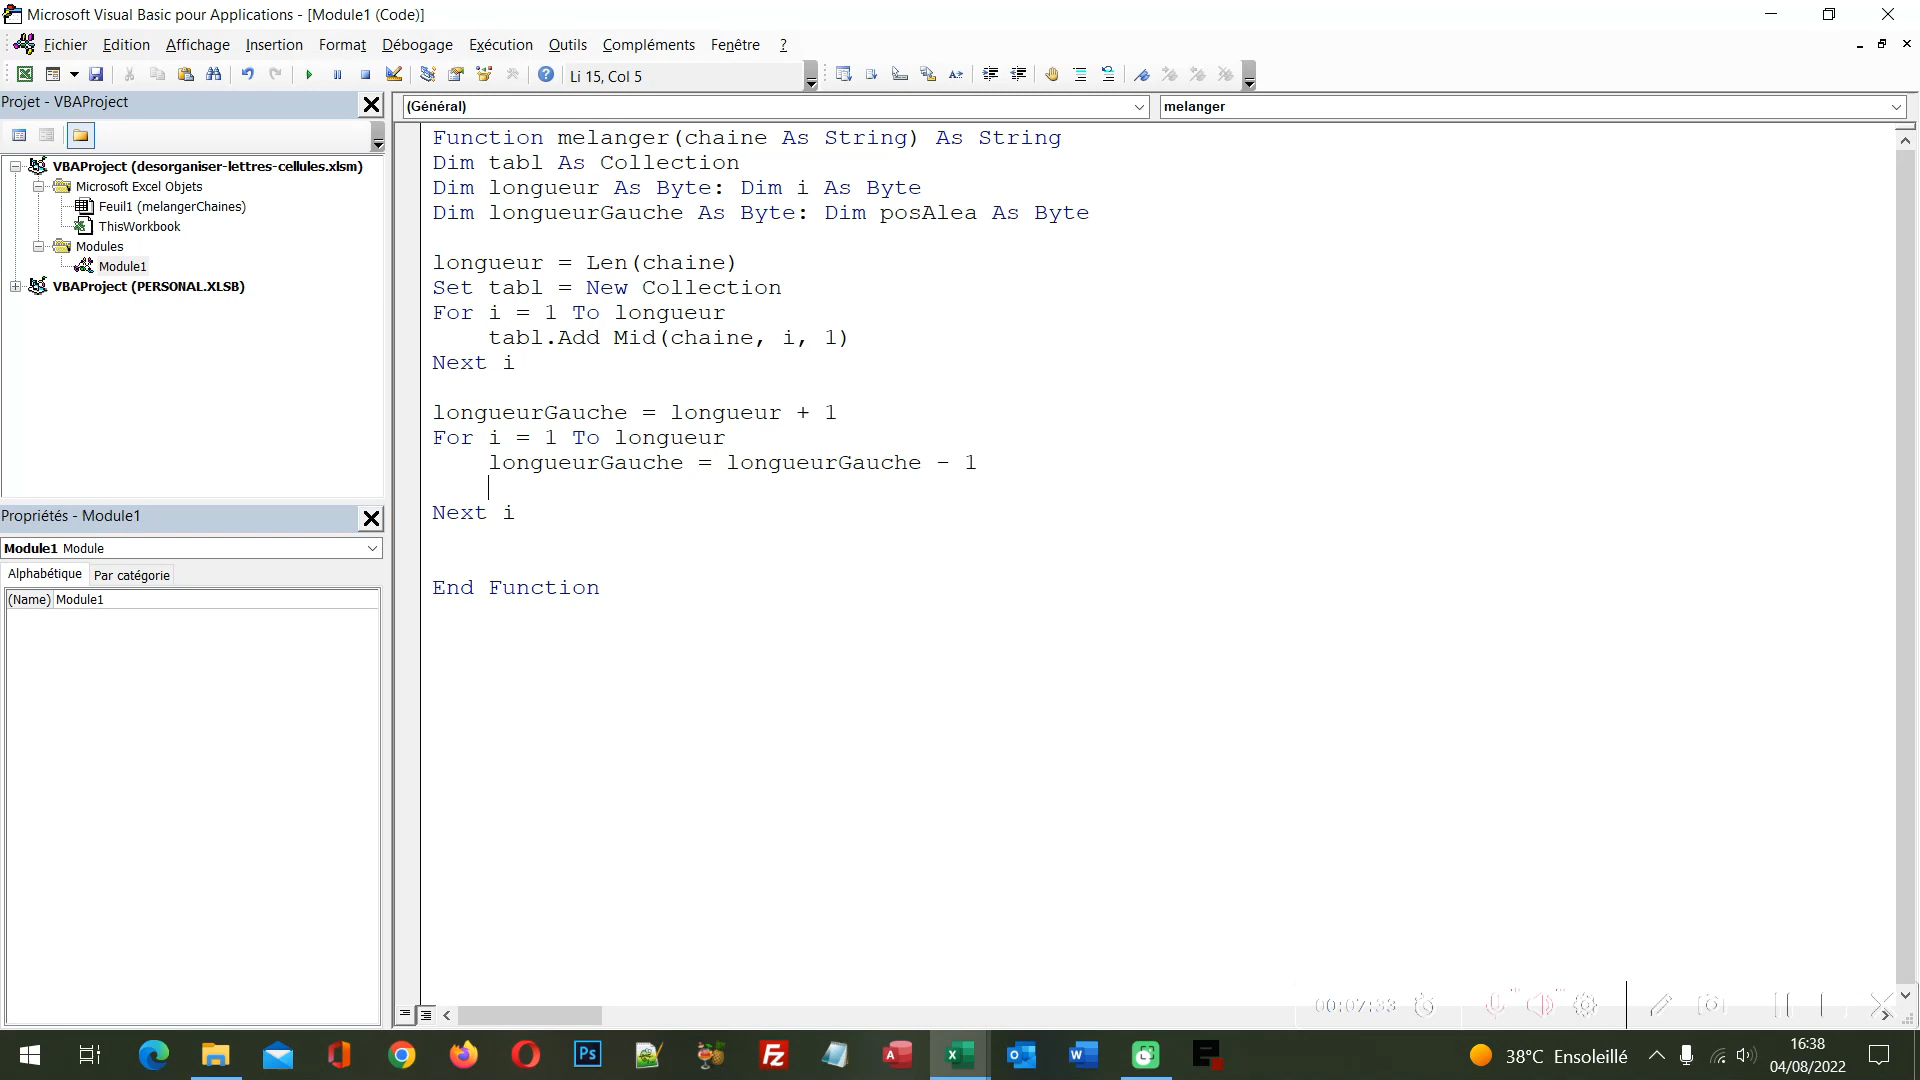 Microsoft Visual Basic pour Applications - [Module1 (Code)]
Fichier Edition Affichage Insertion Format Débogage Exécution Outils Compléments Fenêtre ?
Li 15, Col 5
Projet - VBAProject
(Général)
melanger
VBAProject (desorganiser-lettres-cellules.xlsm)
Microsoft Excel Objets
Feuil1 (melangerChaines)
ThisWorkbook
Modules
Module1
VBAProject (PERSONAL.XLSB)
Propriétés - Module1
Module1 Module
Alphabétique Par catégorie
(Name) Module1
Function melanger(chaine As String) As String
Dim tabl As Collection
Dim longueur As Byte: Dim i As Byte
Dim longueurGauche As Byte: Dim posAlea As Byte
longueur = Len(chaine)
Set tabl = New Collection
For i = 1 To longueur
tabl.Add Mid(chaine, i, 1)
Next i
longueurGauche = longueur + 1
For i = 1 To longueur
longueurGauche = longueurGauche - 1
Next i
End Function
00:07:33
Ps
Fz
A
X
O
W
38°C Ensoleillé
16:38
04/08/2022